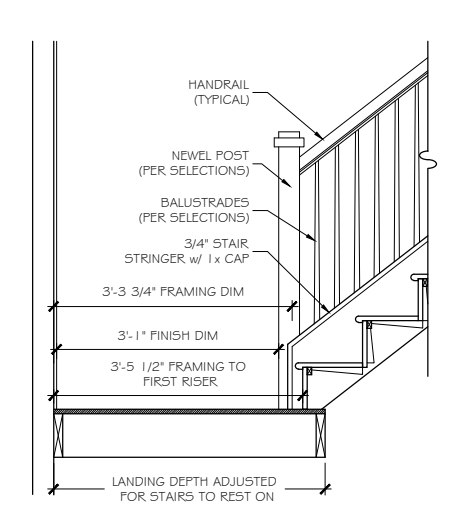 HANDRAIL
(TYPICAL)
NEWEL POST
(PER SELECTIONS)
BALUSTRADES
(PER SELECTIONS)
3/4" STAIR
STRINGER w/ 1x CAP
3'-3 3/4" FRAMING DIM
3'-1" FINISH DIM
3'-5 1/2" FRAMING TO
FIRST RISER
LANDING DEPTH ADJUSTED
FOR STAIRS TO REST ON